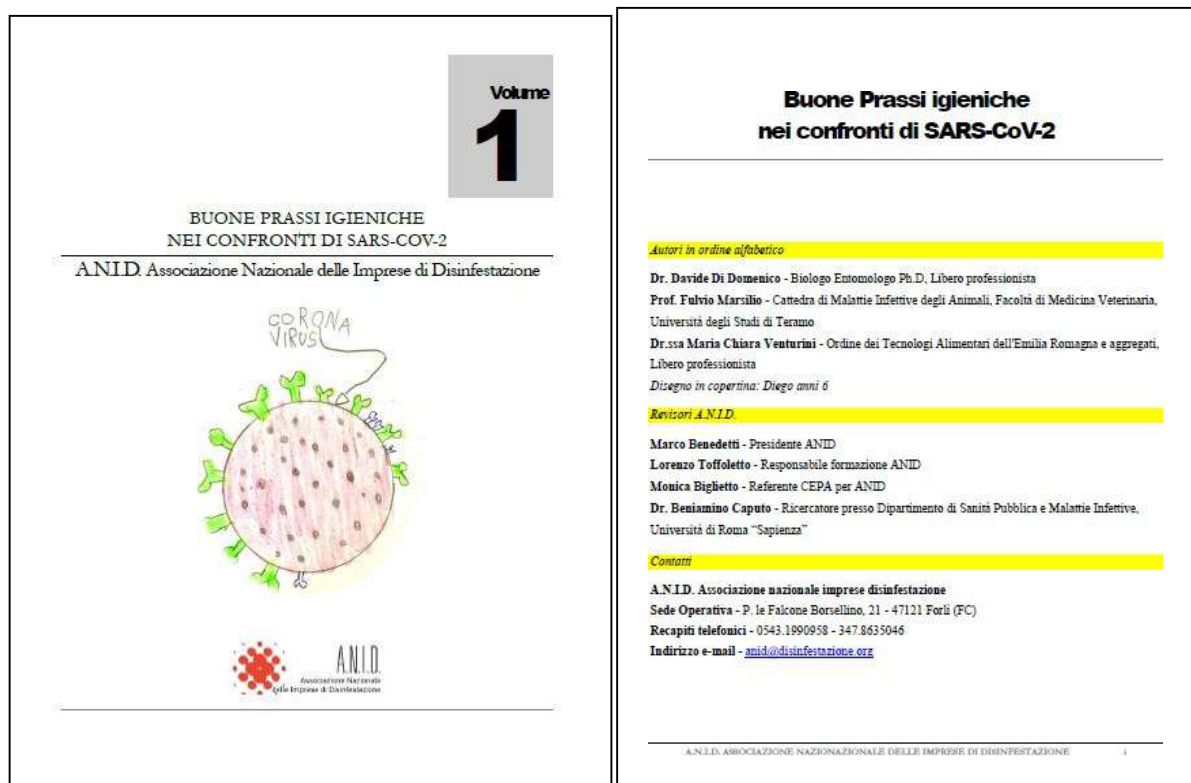 Volume
1
BUONE PRASSI IGIENICHE
NEI CONFRONTI DI SARS-COV-2
A.N.I.D. Associazione Nazionale delle Imprese di Disinfestazione
CORONA
VIRUS
A.N.I.D.
Associazione Nazionale
delle Imprese di Disinfestazione
Buone Prassi igieniche
nei confronti di SARS-CoV-2
Autori in ordine alfabetico
Dr. Davide Di Domenico - Biologo Entomologo Ph.D, Libero professionista
Prof. Fulvio Marsilio - Cattedra di Malattie Infettive degli Animali, Facoltà di Medicina Veterinaria,
Università degli Studi di Teramo
Dr.ssa Maria Chiara Venturini - Ordine dei Tecnologi Alimentari dell'Emilia Romagna e aggregati,
Libero professionista
Disegno in copertina: Diego anni 6
Revisori A.N.I.D.
Marco Benedetti - Presidente ANID
Lorenzo Toffoletto - Responsabile formazione ANID
Monica Biglietto - Referente CEPA per ANID
Dr. Beniamino Caputo - Ricercatore presso Dipartimento di Sanità Pubblica e Malattie Infettive,
Università di Roma “Sapienza”
Contatti
A.N.I.D. Associazione nazionale imprese disinfestazione
Sede Operativa - P. le Falcone Borsellino, 21 - 47121 Forlì (FC)
Recapiti telefonici - 0543.1990958 - 347.8635046
Indirizzo e-mail - anid@disinfestazione.org
A.N.I.D. ASSOCIAZIONE NAZIONAZIONALE DELLE IMPRESE DI DISINFESTAZIONE i